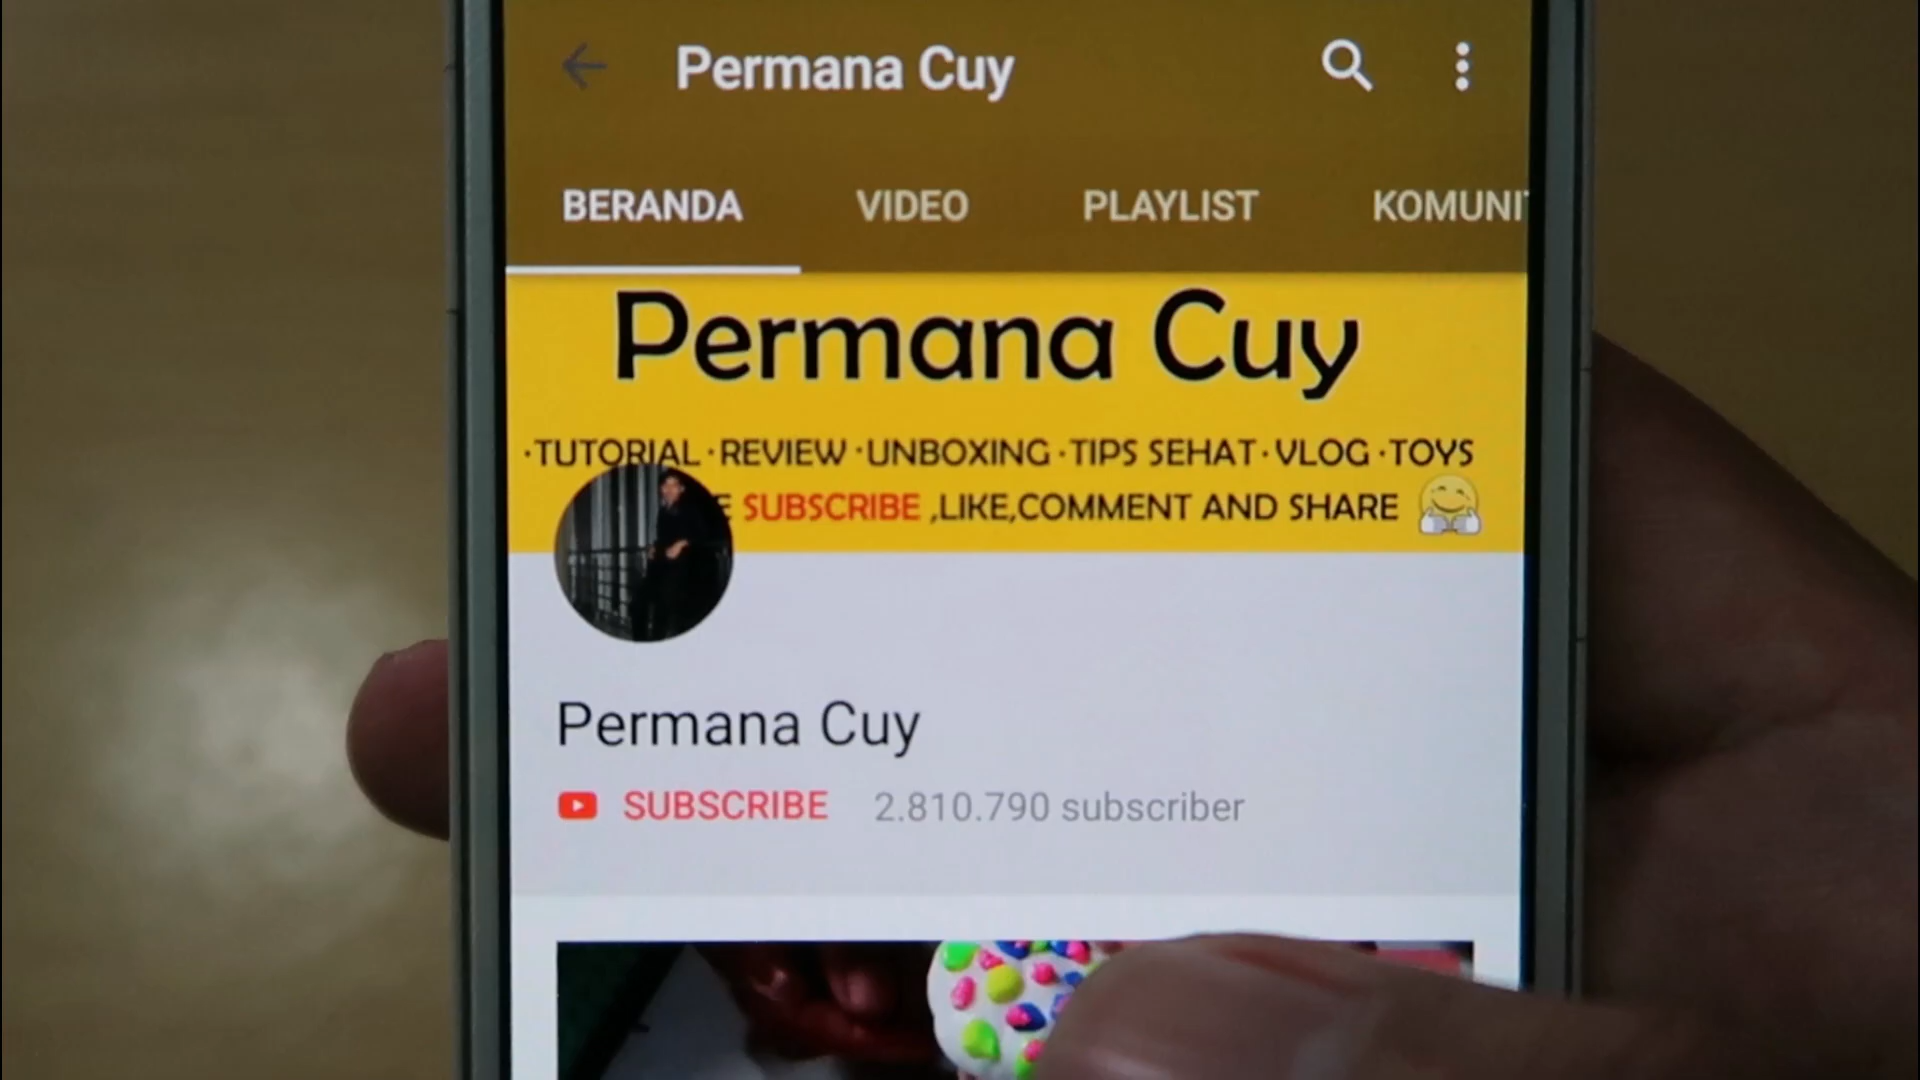 Permana Cuy
BERANDA VIDEO PLAYLIST KOMUNI
Permana Cuy
·TUTORIAL ·REVIEW ·UNBOXING ·TIPS SEHAT ·VLOG ·TOYS
SUBSCRIBE ,LIKE,COMMENT AND SHARE
Permana Cuy
SUBSCRIBE 2.810.790 subscriber